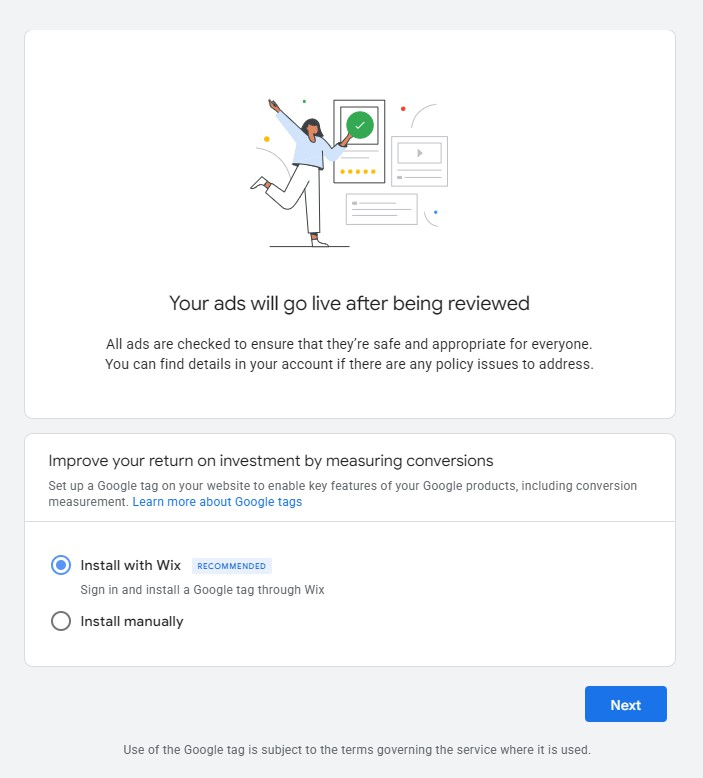 Your ads will go live after being reviewed
All ads are checked to ensure that they’re safe and appropriate for everyone.
You can find details in your account if there are any policy issues to address.
Improve your return on investment by measuring conversions
Set up a Google tag on your website to enable key features of your Google products, including conversion
measurement. Learn more about Google tags
Install with Wix RECOMMENDED
Sign in and install a Google tag through Wix
Install manually
Next
Use of the Google tag is subject to the terms governing the service where it is used.